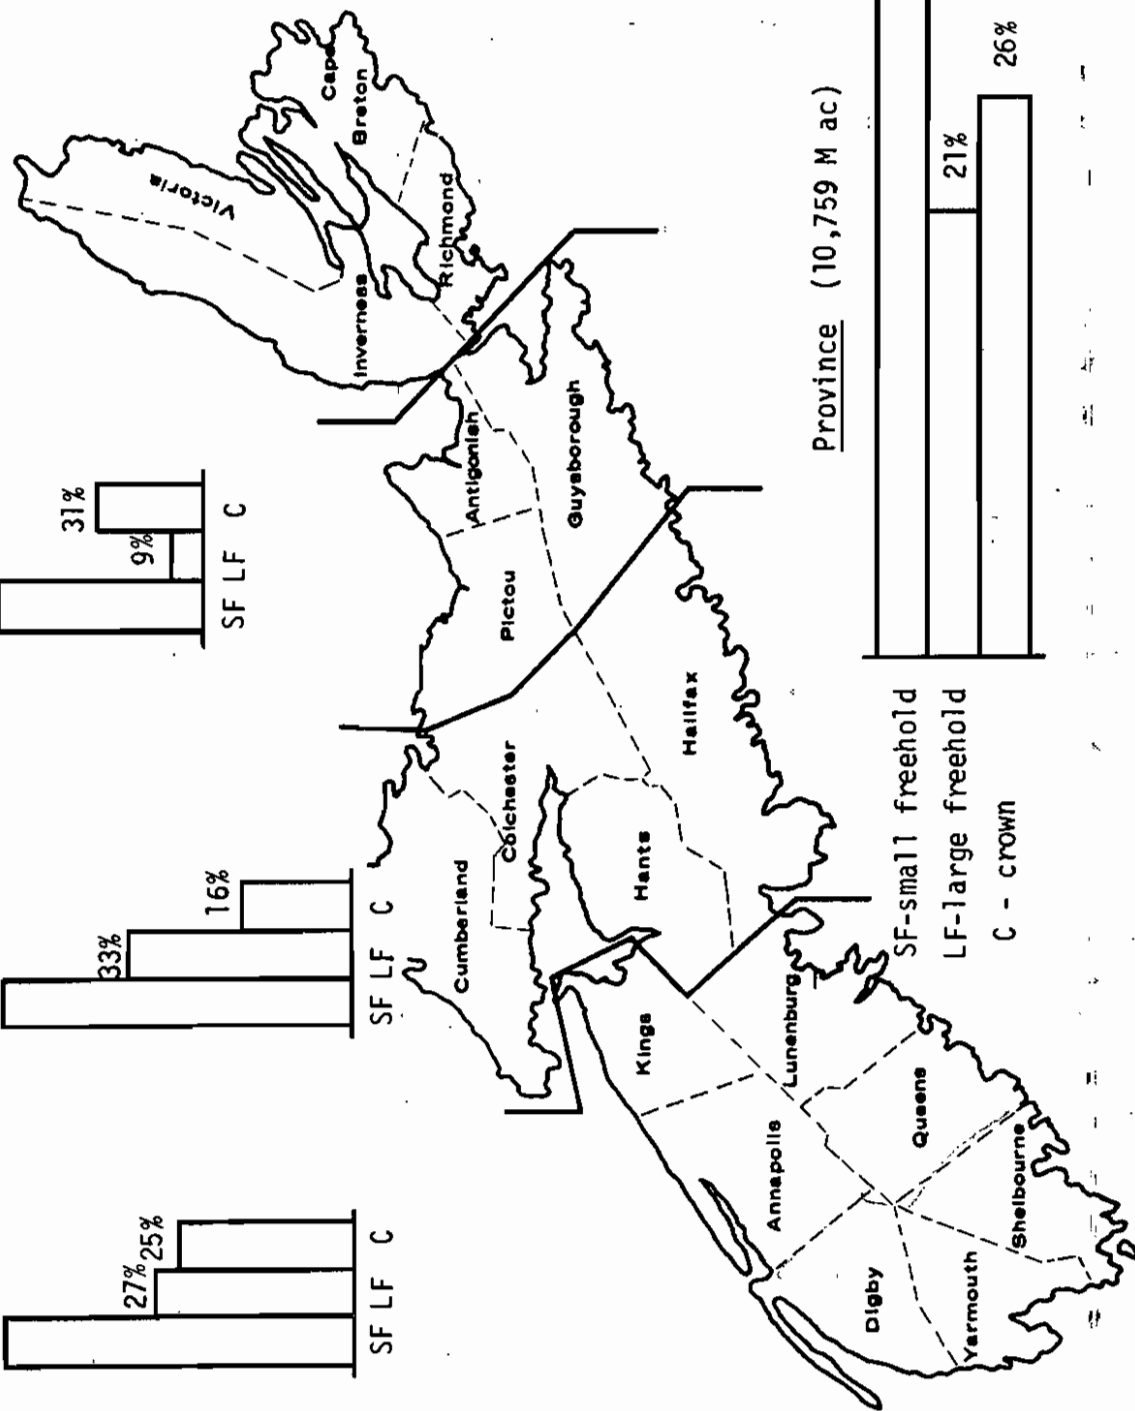 27%
25%
SF LF C
33%
16%
SF LF C
31%
9%
SF LF C
Victoria
Cape
Breton
Inverness
Richmond
Antigonish
Guysborough
Pictou
Colchester
Cumberland
Halifax
Hants
Kings
Lunenburg
Annapolis
Queens
Digby
Shelbourne
Yarmouth
Province (10,759 M ac)
21%
26%
SF-small freehold
LF-large freehold
C - crown